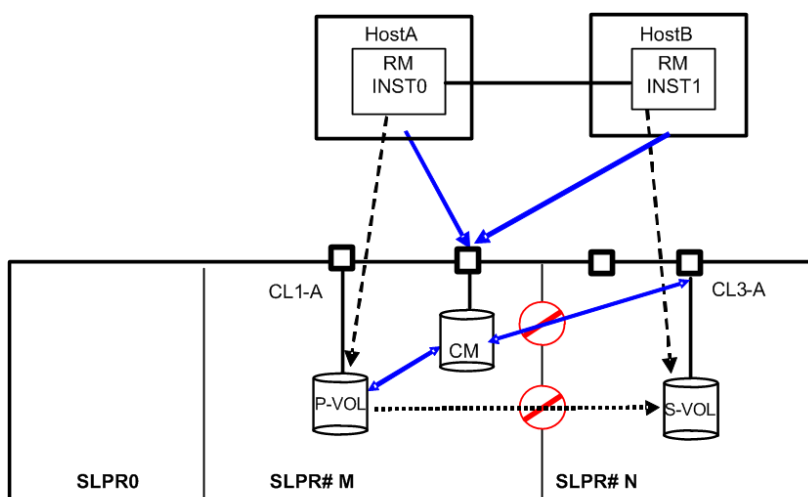 HostA
HostB
RM
INST0
RM
INST1
CL1-A
CL3-A
CM
P-VOL
S-VOL
SLPR0
SLPR# M
SLPR# N